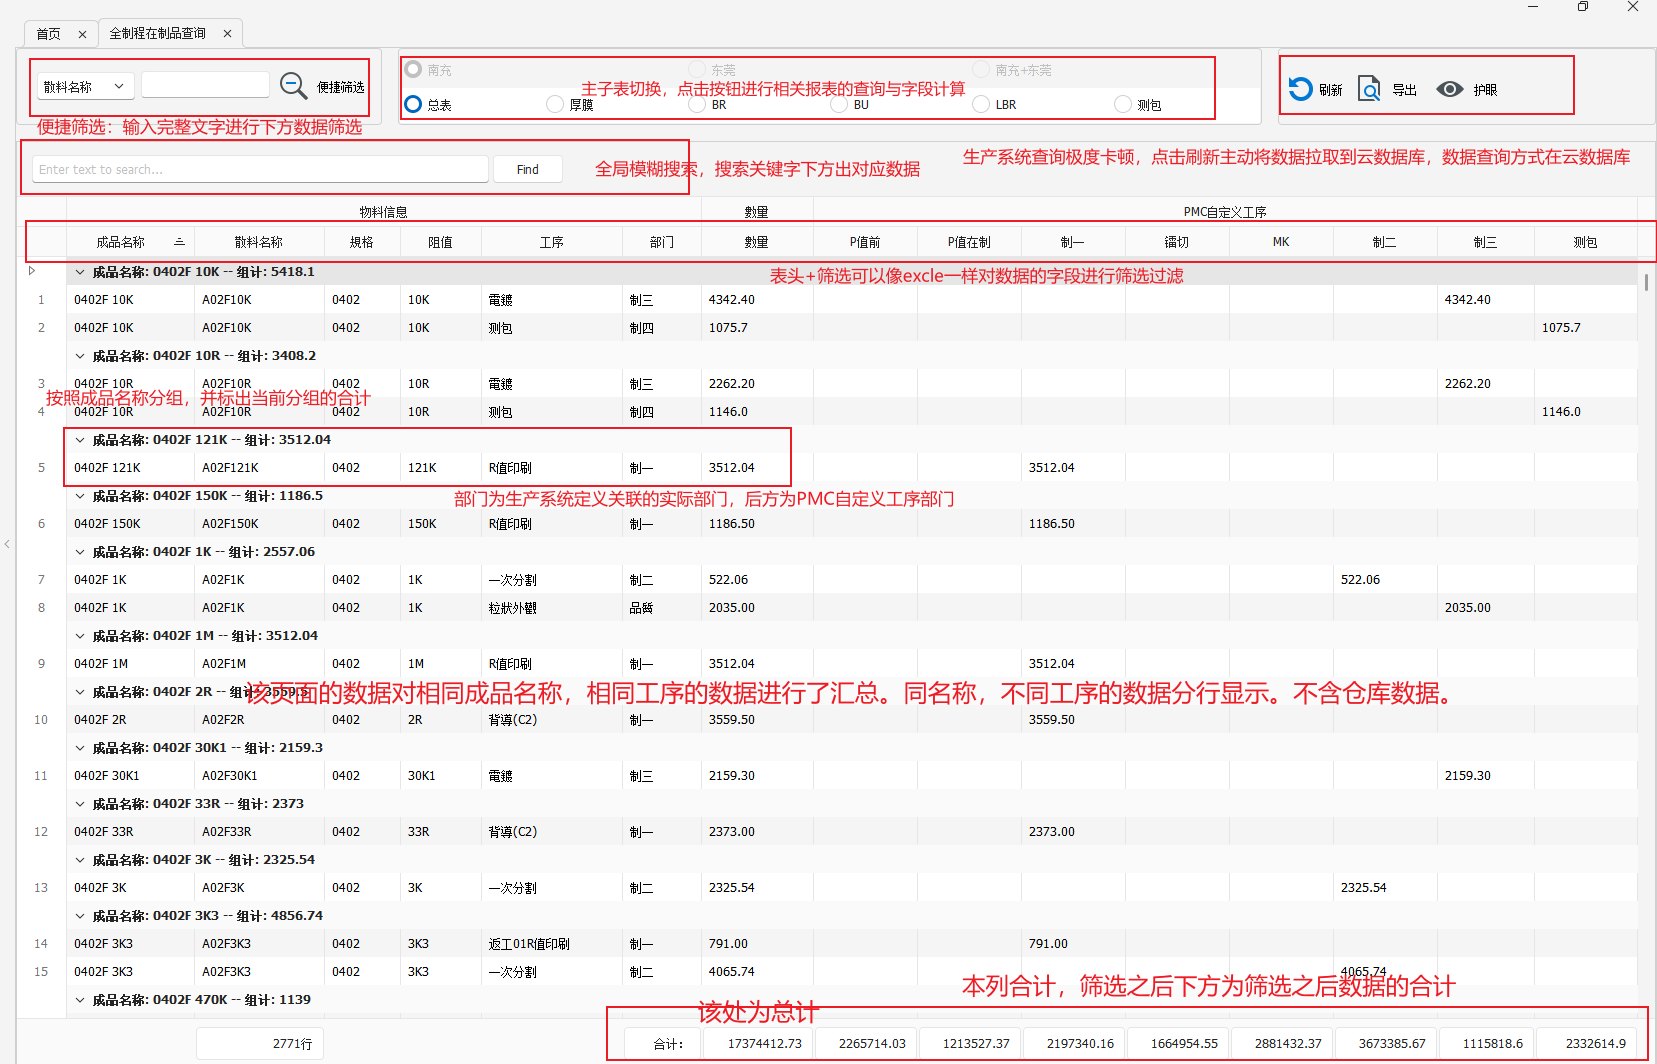 首页 × 全制程在制品查询 ×
散料名称 便捷筛选
南充 东莞 南充+东莞
主子表切换，点击按钮进行相关报表的查询与字段计算
总表 厚膜 BR BU LBR 测包
刷新 导出 护眼
便捷筛选：输入完整文字进行下方数据筛选
Enter text to search... Find
全局模糊搜索，搜索关键字下方出对应数据
生产系统查询极度卡顿，点击刷新主动将数据拉取到云数据库，数据查询方式在云数据库
物料信息 數量 PMC自定义工序
成品名称 散料名称 規格 阻值 工序 部门 數量 P值前 P值在制 制一 镭切 MK 制二 制三 测包
成品名称: 0402F 10K -- 组计: 5418.1
表头+筛选可以像excle一样对数据的字段进行筛选过滤
1 0402F 10K A02F10K 0402 10K 電鍍 制三 4342.40 4342.40
2 0402F 10K A02F10K 0402 10K 测包 制四 1075.7 1075.7
成品名称: 0402F 10R -- 组计: 3408.2
3 0402F 10R A02F10R 0402 10R 電鍍 制三 2262.20 2262.20
按照成品名称分组，并标出当前分组的合计
4 0402F 10R A02F10R 0402 10R 测包 制四 1146.0 1146.0
成品名称: 0402F 121K -- 组计: 3512.04
5 0402F 121K A02F121K 0402 121K R值印刷 制一 3512.04 3512.04
成品名称: 0402F 150K -- 组计: 1186.5
部门为生产系统定义关联的实际部门，后方为PMC自定义工序部门
6 0402F 150K A02F150K 0402 150K R值印刷 制一 1186.50 1186.50
成品名称: 0402F 1K -- 组计: 2557.06
7 0402F 1K A02F1K 0402 1K 一次分割 制二 522.06 522.06
8 0402F 1K A02F1K 0402 1K 粒狀外觀 品質 2035.00 2035.00
成品名称: 0402F 1M -- 组计: 3512.04
9 0402F 1M A02F1M 0402 1M R值印刷 制一 3512.04 3512.04
成品名称: 0402F 2R -- 组计: 3559.5
该页面的数据对相同成品名称，相同工序的数据进行了汇总。同名称，不同工序的数据分行显示。不含仓库数据。
10 0402F 2R A02F2R 0402 2R 背導(C2) 制一 3559.50 3559.50
成品名称: 0402F 30K1 -- 组计: 2159.3
11 0402F 30K1 A02F30K1 0402 30K1 電鍍 制三 2159.30 2159.30
成品名称: 0402F 33R -- 组计: 2373
12 0402F 33R A02F33R 0402 33R 背導(C2) 制一 2373.00 2373.00
成品名称: 0402F 3K -- 组计: 2325.54
13 0402F 3K A02F3K 0402 3K 一次分割 制二 2325.54 2325.54
成品名称: 0402F 3K3 -- 组计: 4856.74
14 0402F 3K3 A02F3K3 0402 3K3 返工01R值印刷 制一 791.00 791.00
15 0402F 3K3 A02F3K3 0402 3K3 一次分割 制二 4065.74 4065.74
本列合计，筛选之后下方为筛选之后数据的合计
成品名称: 0402F 470K -- 组计: 1139
该处为总计
2771行 合计： 17374412.73 2265714.03 1213527.37 2197340.16 1664954.55 2881432.37 3673385.67 1115818.6 2332614.9